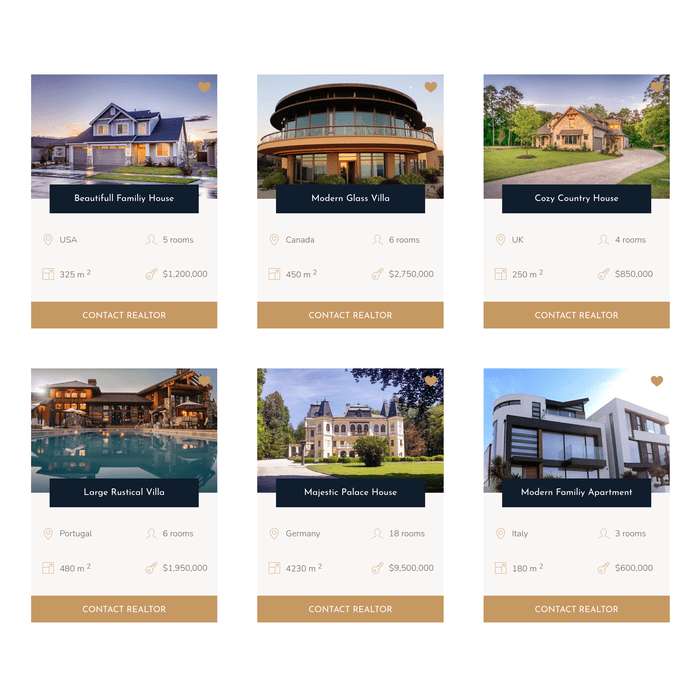 Beautifull Familiy House
USA
5 rooms
325 m 2
$1,200,000
CONTACT REALTOR
Modern Glass Villa
Canada
6 rooms
450 m 2
$2,750,000
CONTACT REALTOR
Cozy Country House
UK
4 rooms
250 m 2
$850,000
CONTACT REALTOR
Large Rustical Villa
Portugal
6 rooms
480 m 2
$1,950,000
CONTACT REALTOR
Majestic Palace House
Germany
18 rooms
4230 m 2
$9,500,000
CONTACT REALTOR
Modern Familiy Apartment
Italy
3 rooms
180 m 2
$600,000
CONTACT REALTOR